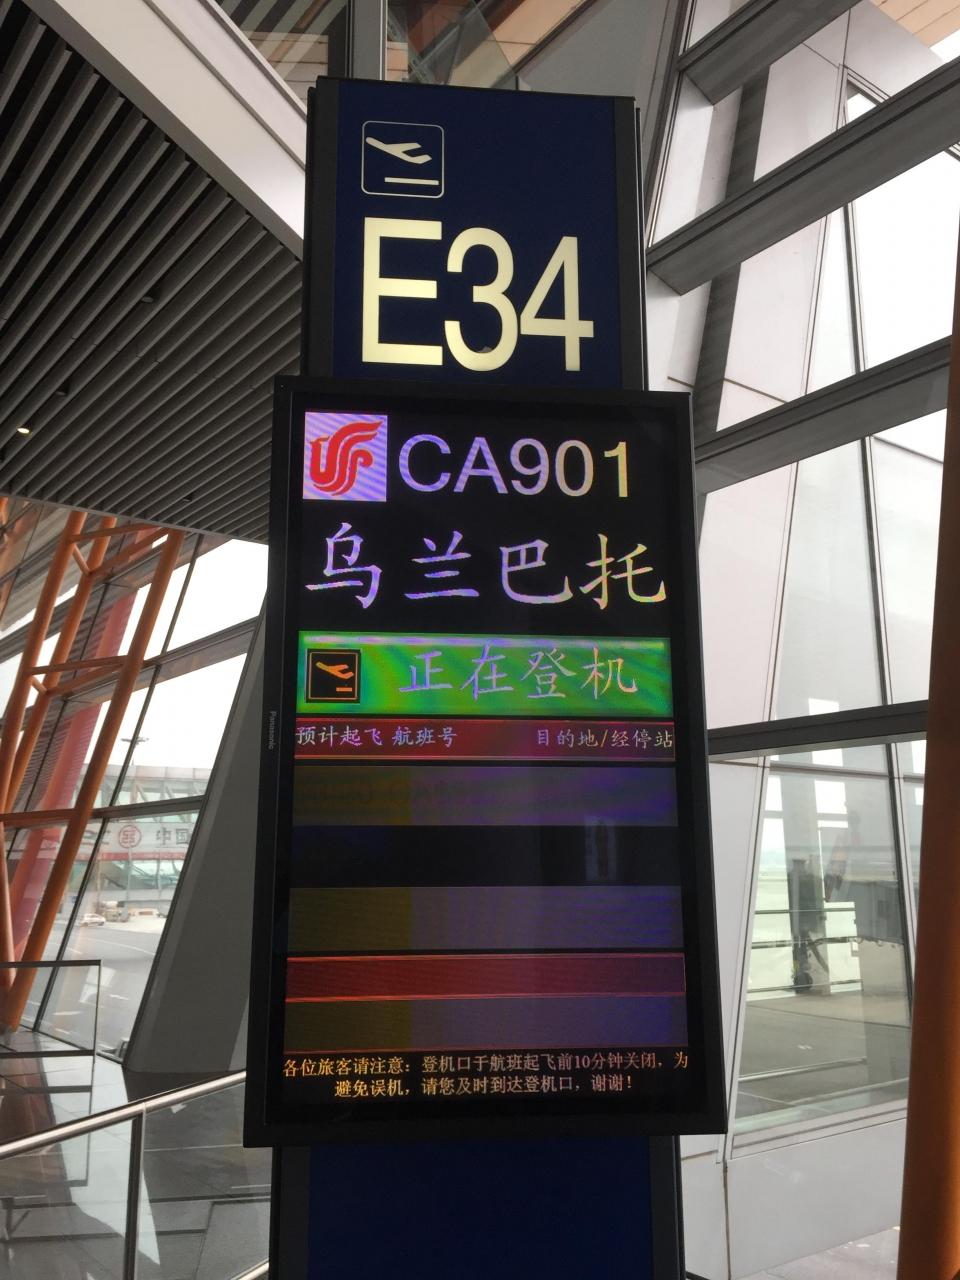 E34
CA901
乌兰巴托
正在登机
预计起飞 航班号 目的地/经停站
各位旅客请注意：登机口于航班起飞前10分钟关闭，为
避免误机，请您及时到达登机口，谢谢！
Panasonic
中国